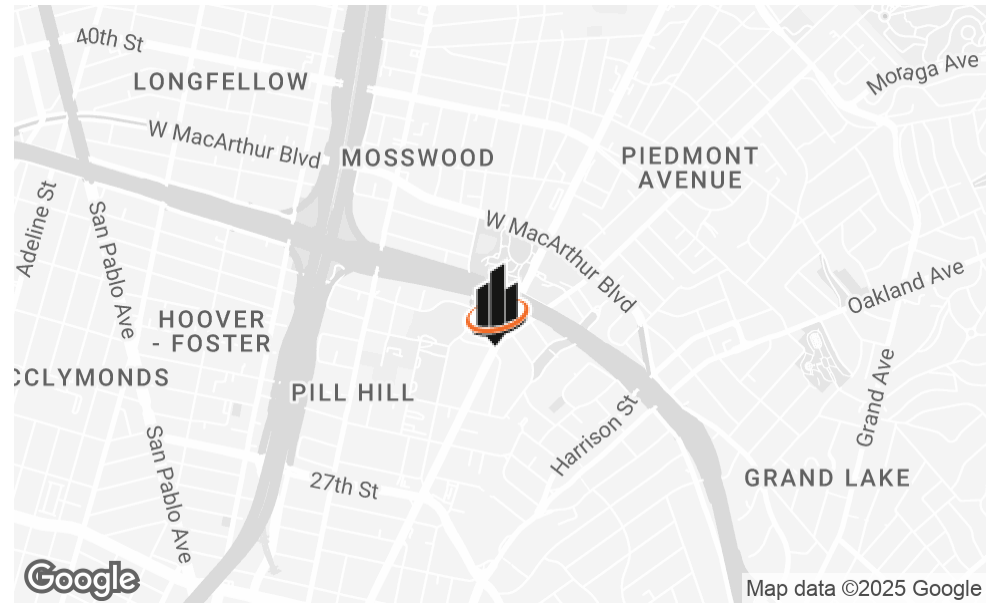 40th St
LONGFELLOW
Moraga Ave
W MacArthur Blvd
MOSSWOOD
PIEDMONT
AVENUE
Adeline St
San Pablo Ave
W MacArthur Blvd
Oakland Ave
HOOVER
- FOSTER
CCLYMONDS
PILL HILL
Grand Ave
Harrison St
San Pablo Ave
27th St
GRAND LAKE
Google
Map data ©2025 Google